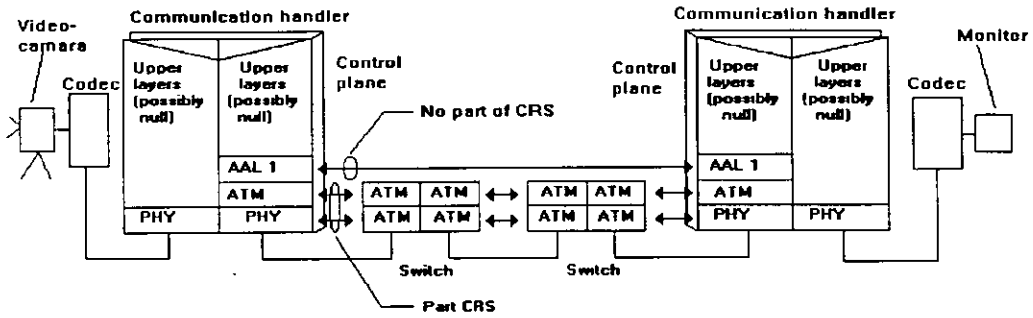 Communication handler
Video-
camara
Codec
Upper
layers
(possibly
null)
Upper
layers
(possibly
null)
Control
plane
AAL 1
ATM
PHY
PHY
No part of CRS
ATM
ATM
ATM
ATM
Switch
ATM
ATM
ATM
ATM
Switch
Part CRS
Communication handler
Control
plane
Upper
layers
(possibly
null)
Upper
layers
(possibly
null)
AAL 1
ATM
PHY
PHY
Codec
Monitor